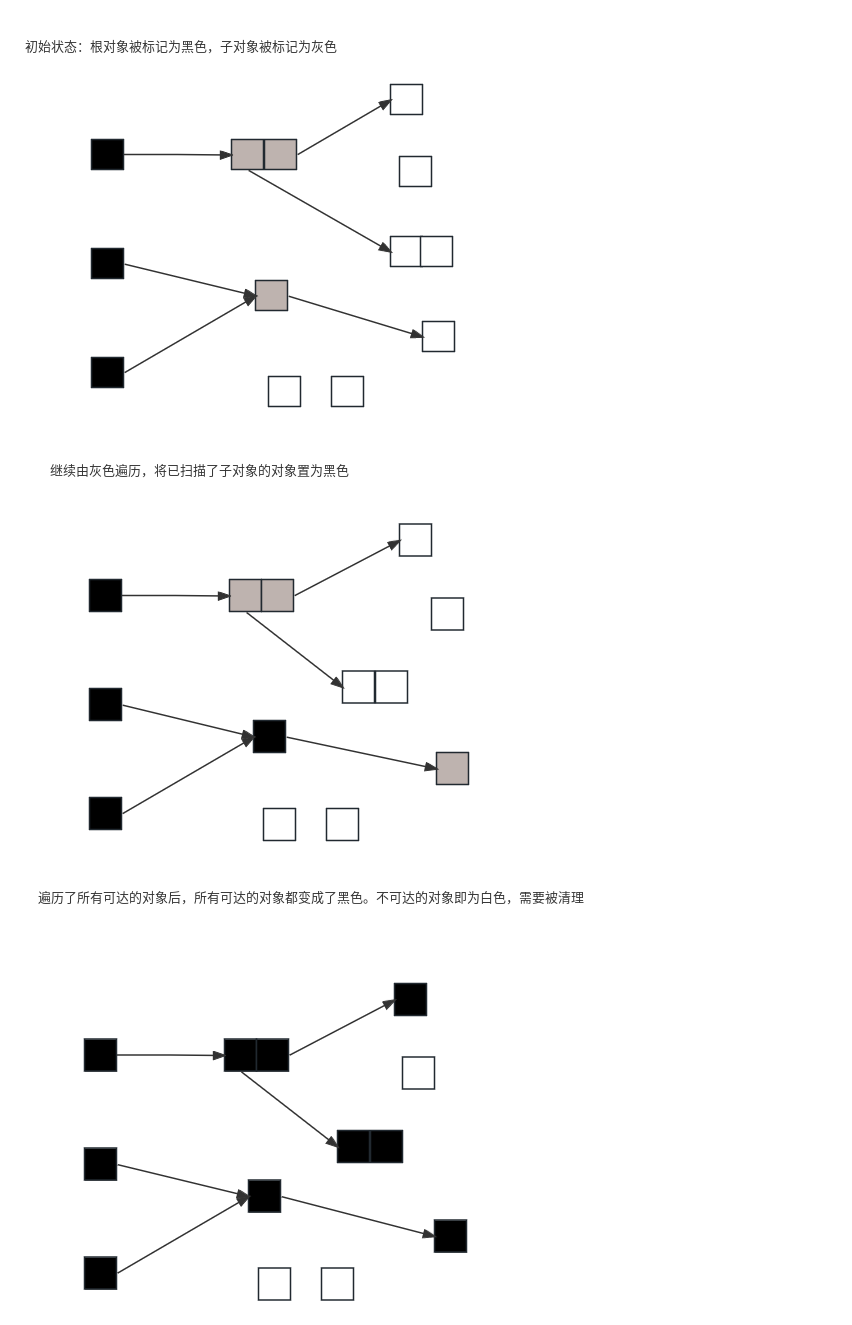 初始状态：根对象被标记为黑色，子对象被标记为灰色
继续由灰色遍历，将已扫描了子对象的对象置为黑色
遍历了所有可达的对象后，所有可达的对象都变成了黑色。不可达的对象即为白色，需要被清理